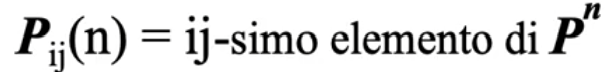 P_ij(n) = ij-simo elemento di P^n